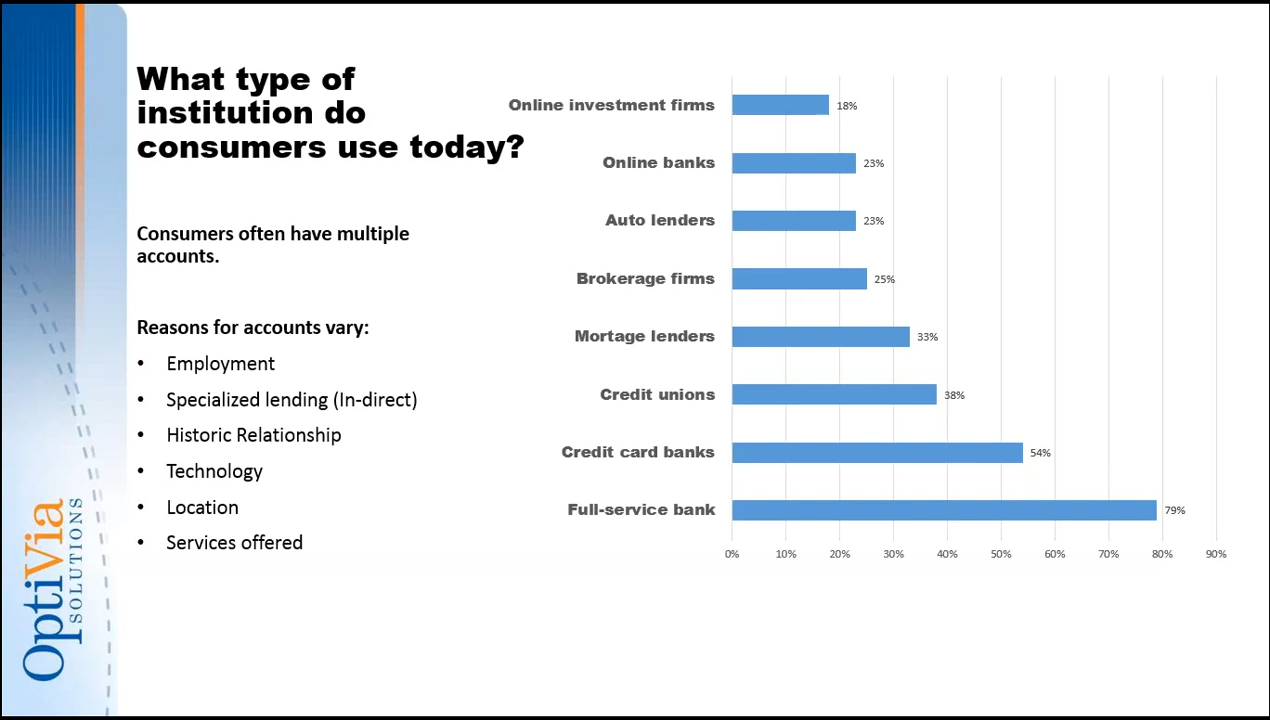 What type of
institution do
consumers use today?
Consumers often have multiple
accounts.
Reasons for accounts vary:
• Employment
• Specialized lending (In-direct)
• Historic Relationship
• Technology
• Location
• Services offered
Online investment firms 18%
Online banks 23%
Auto lenders 23%
Brokerage firms 25%
Mortage lenders 33%
Credit unions 38%
Credit card banks 54%
Full-service bank 79%
0% 10% 20% 30% 40% 50% 60% 70% 80% 90%
OptiVia
SOLUTIONS